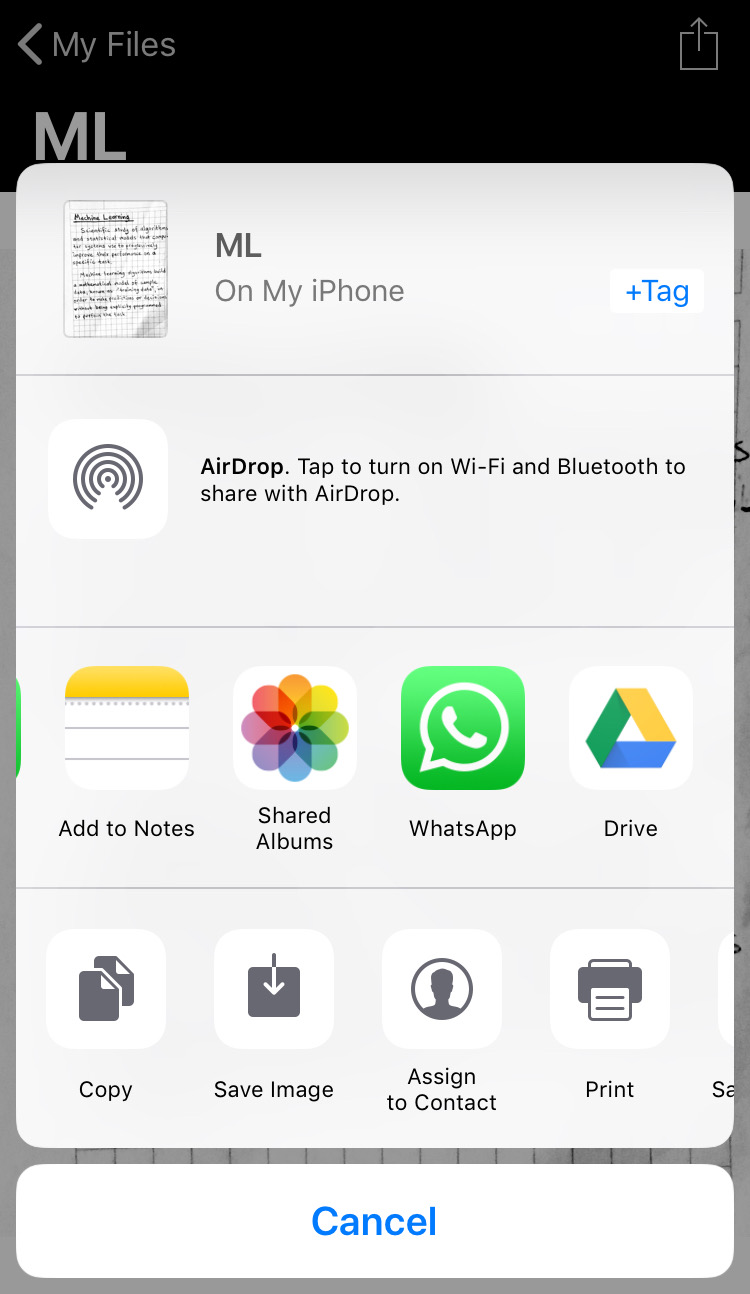 My Files
ML
Machine Learning
Scientific study of algorithms
and statistical models that compu-
ter systems use to progressively
improve their performance on a
specific task.
Machine learning algorithms build
a mathematical model of sample
data, known as "training data", in
order to make predictions or decisions
without being explicitly programmed
to perform the task
ML
On My iPhone
+Tag
AirDrop. Tap to turn on Wi-Fi and Bluetooth to
share with AirDrop.
Add to Notes
Shared
Albums
WhatsApp
Drive
Copy
Save Image
Assign
to Contact
Print
Sa
Cancel